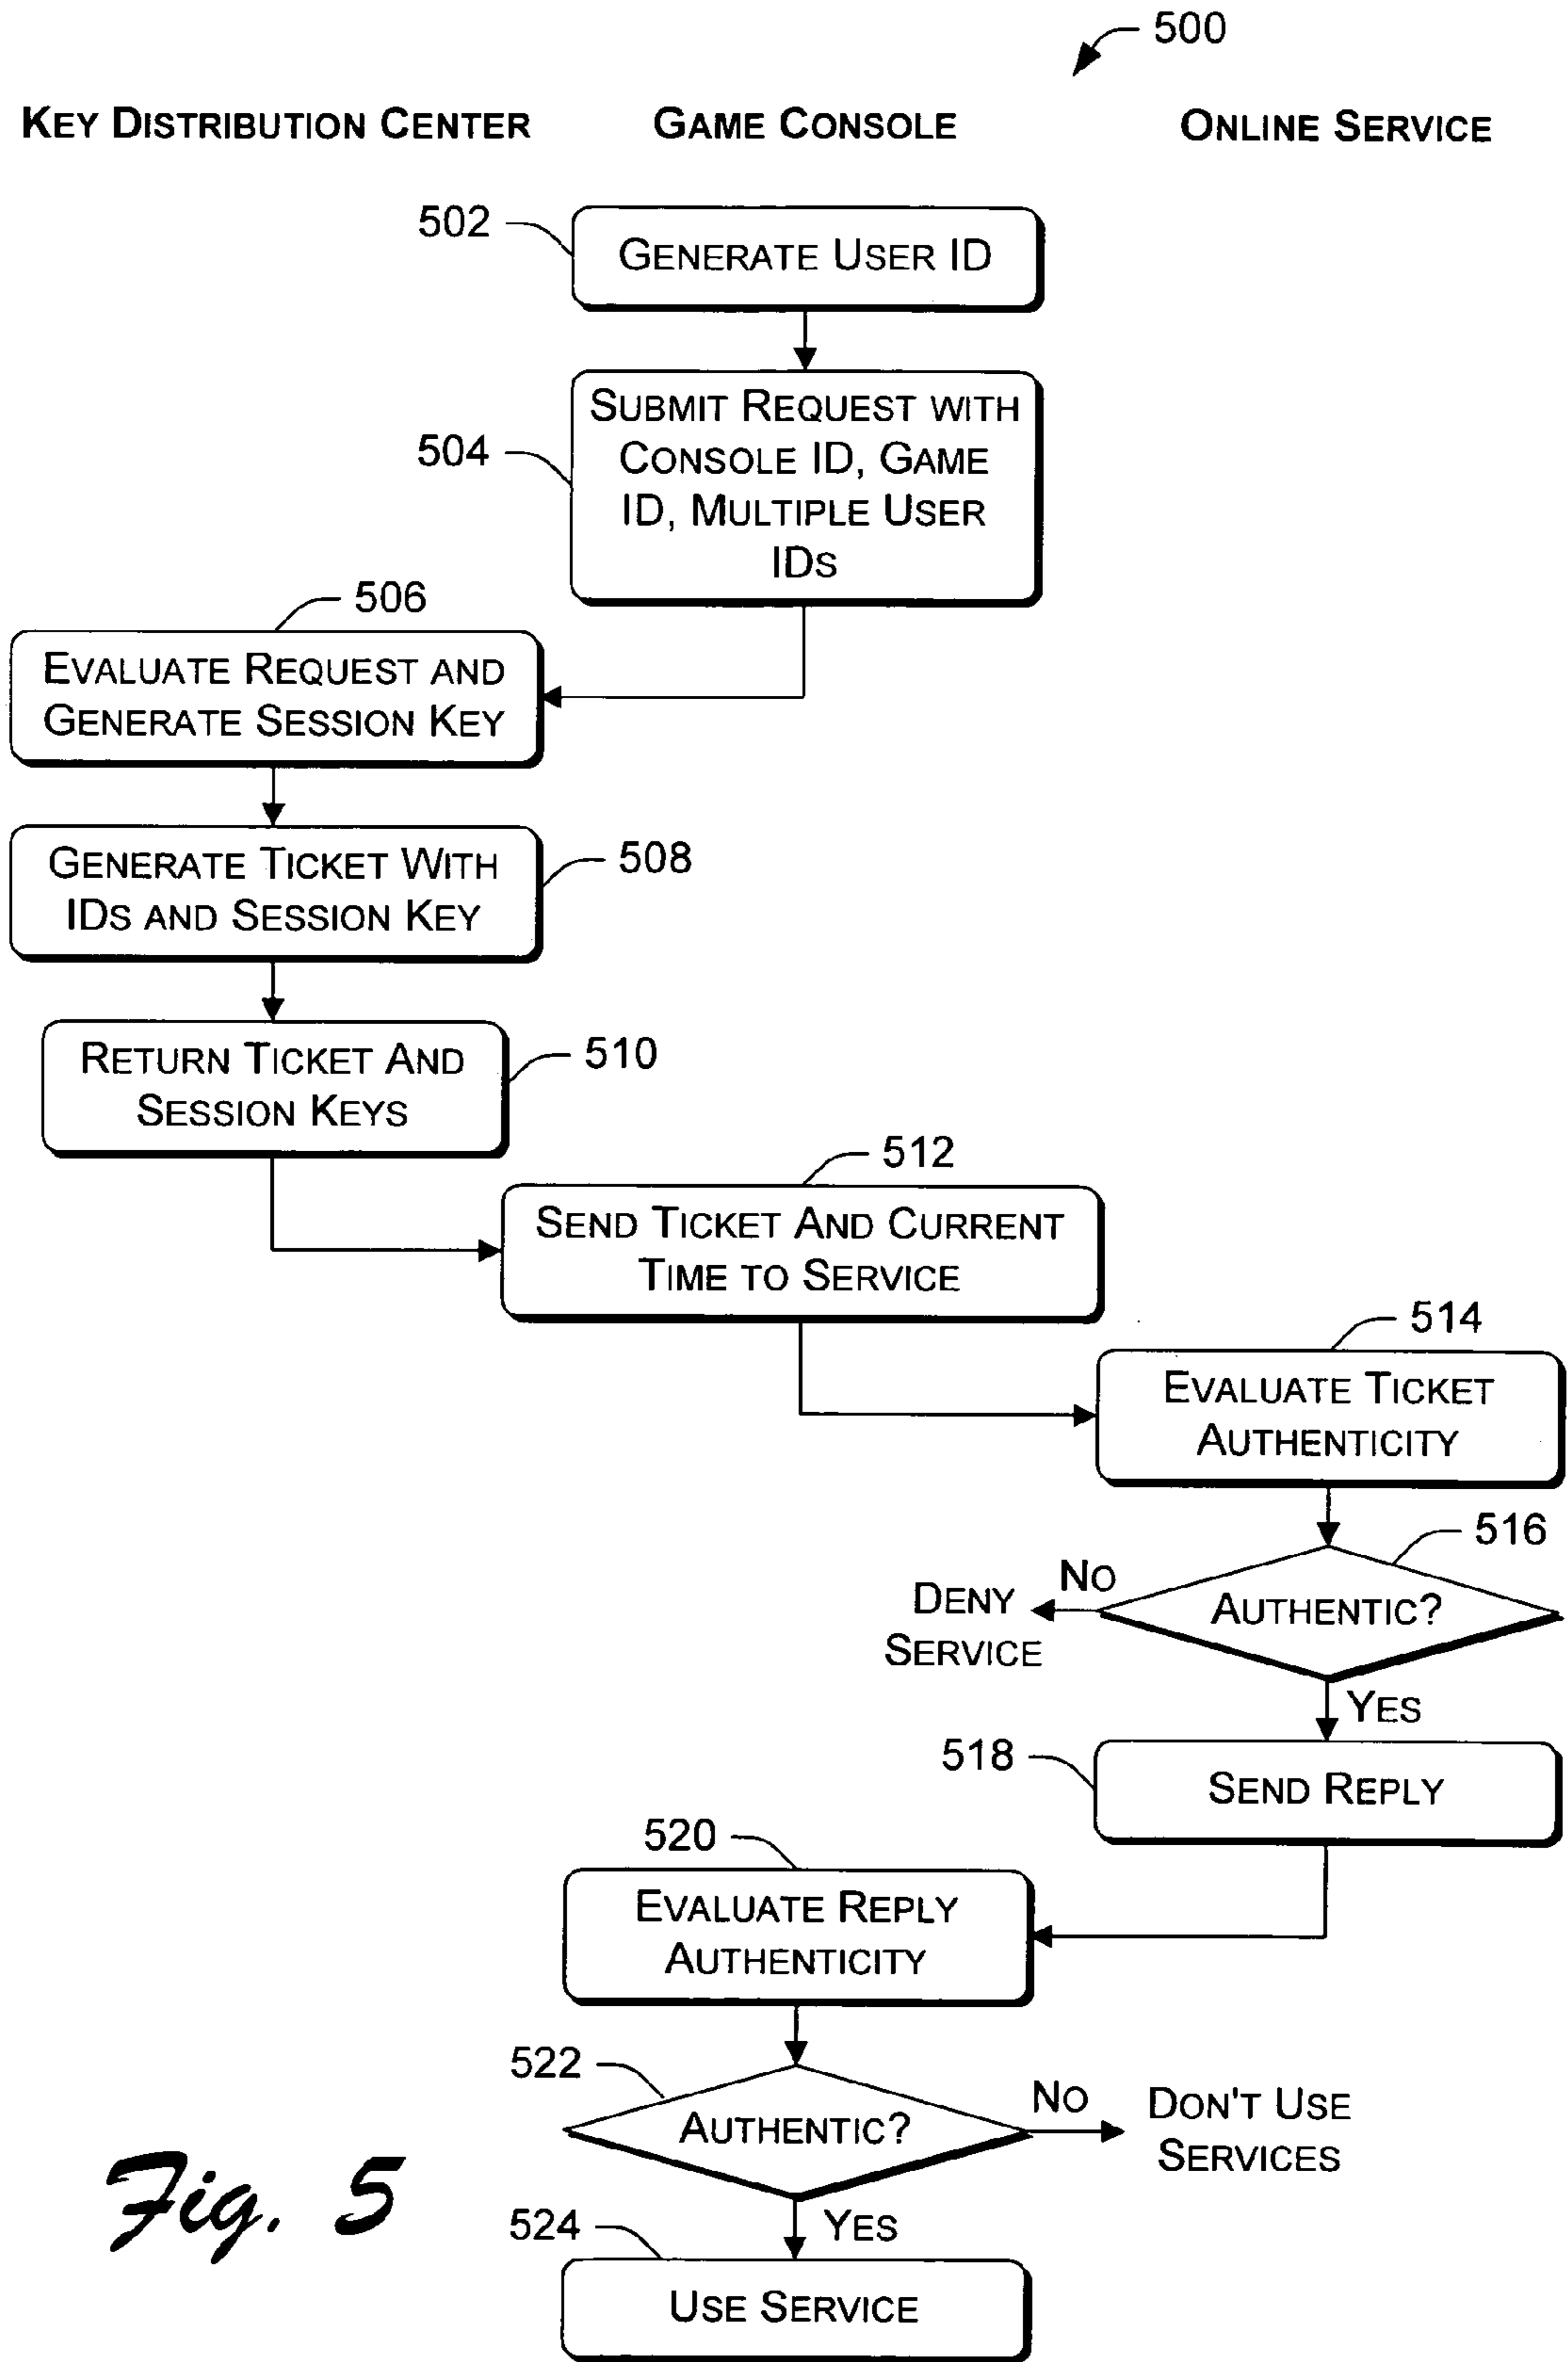 500
KEY DISTRIBUTION CENTER
GAME CONSOLE
ONLINE SERVICE
502
GENERATE USER ID
504
SUBMIT REQUEST WITH
CONSOLE ID, GAME
ID, MULTIPLE USER
IDS
506
EVALUATE REQUEST AND
GENERATE SESSION KEY
508
GENERATE TICKET WITH
IDS AND SESSION KEY
510
RETURN TICKET AND
SESSION KEYS
512
SEND TICKET AND CURRENT
TIME TO SERVICE
514
EVALUATE TICKET
AUTHENTICITY
516
AUTHENTIC?
NO
DENY
SERVICE
YES
518
SEND REPLY
520
EVALUATE REPLY
AUTHENTICITY
522
AUTHENTIC?
NO
DON'T USE
SERVICES
YES
524
USE SERVICE
Fig. 5